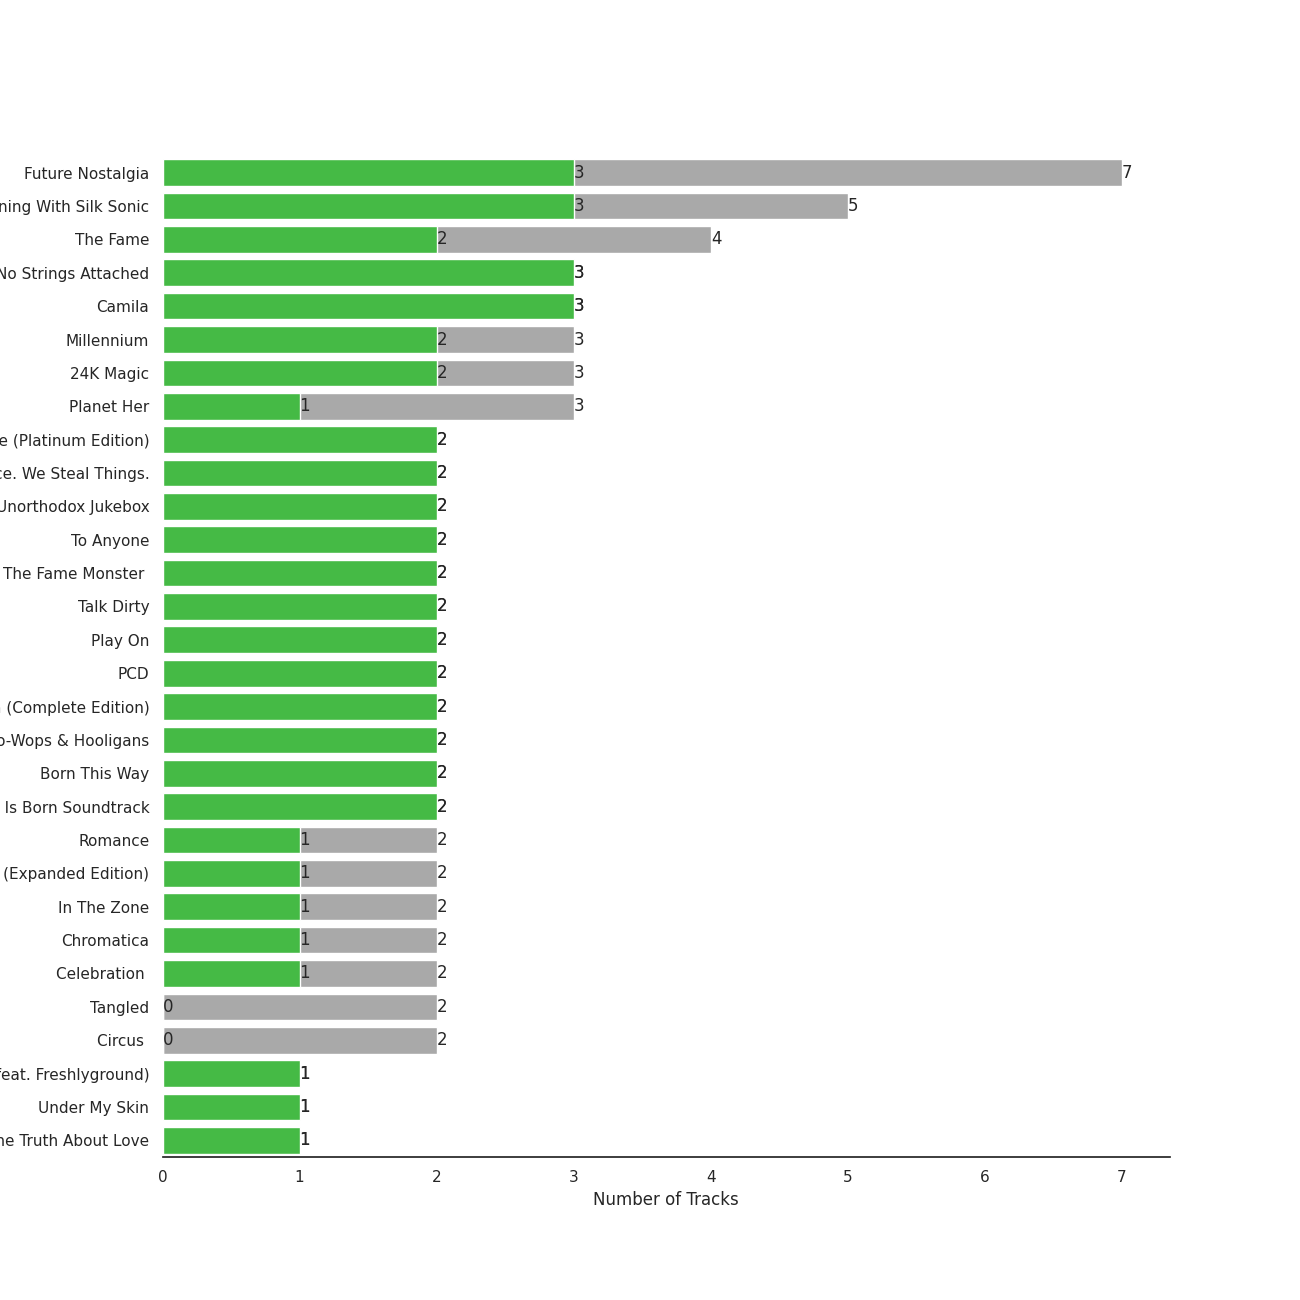 Future Nostalgia 3 7
ning With Silk Sonic 3 5
The Fame 2 4
No Strings Attached 3
Camila 3
Millennium 2 3
24K Magic 2 3
Planet Her 1 3
e (Platinum Edition) 2
ce. We Steal Things. 2
Unorthodox Jukebox 2
To Anyone 2
The Fame Monster 2
Talk Dirty 2
Play On 2
PCD 2
(Complete Edition) 2
o-Wops & Hooligans 2
Born This Way 2
Is Born Soundtrack 2
Romance 1 2
(Expanded Edition) 1 2
In The Zone 1 2
Chromatica 1 2
Celebration 1 2
Tangled 0 2
Circus 0 2
feat. Freshlyground) 1
Under My Skin 1
he Truth About Love 1
0 1 2 3 4 5 6 7
Number of Tracks